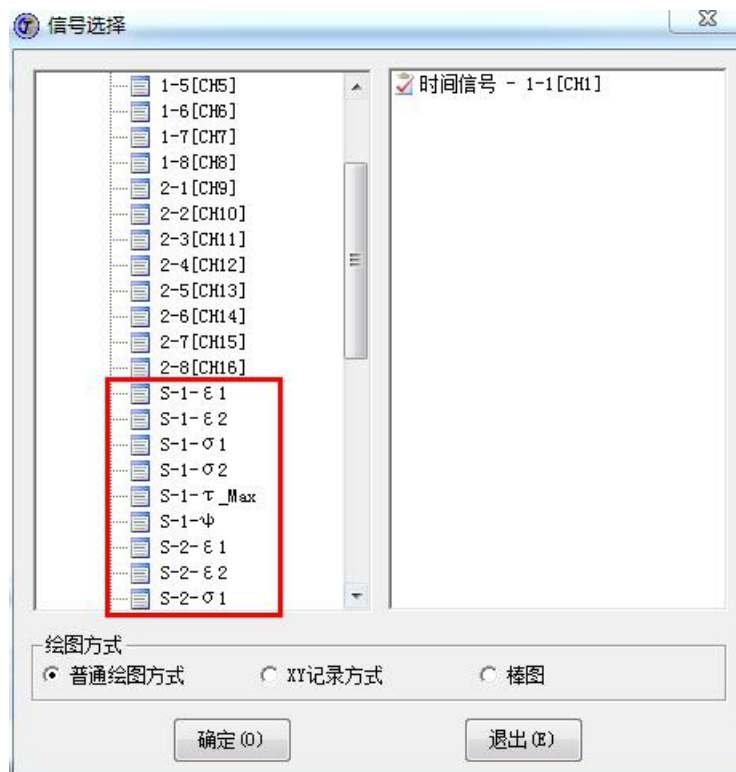 信号选择
1-5[CH5]
1-6[CH6]
1-7[CH7]
1-8[CH8]
2-1[CH9]
2-2[CH10]
2-3[CH11]
2-4[CH12]
2-5[CH13]
2-6[CH14]
2-7[CH15]
2-8[CH16]
S-1-ε1
S-1-ε2
S-1-σ1
S-1-σ2
S-1-τ_Max
S-1-ψ
S-2-ε1
S-2-ε2
S-2-σ1
时间信号 - 1-1[CH1]
绘图方式
普通绘图方式 XY记录方式 棒图
确定(O) 退出(E)